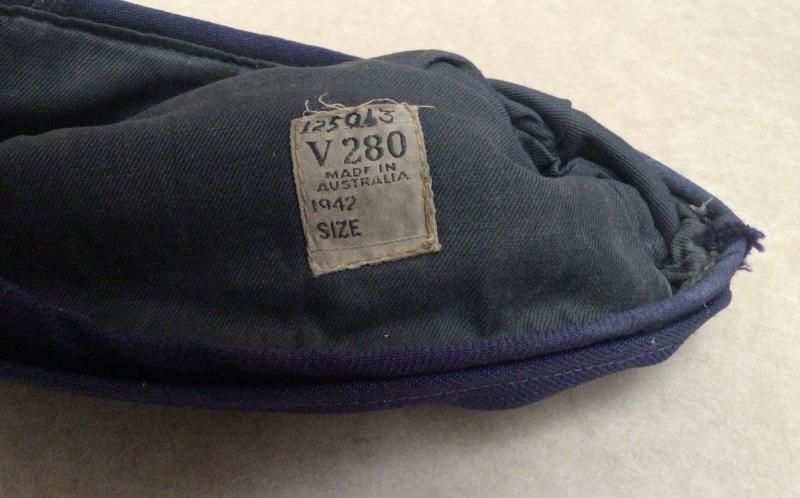 125013
V 280
MADE IN
AUSTRALIA
1942
SIZE